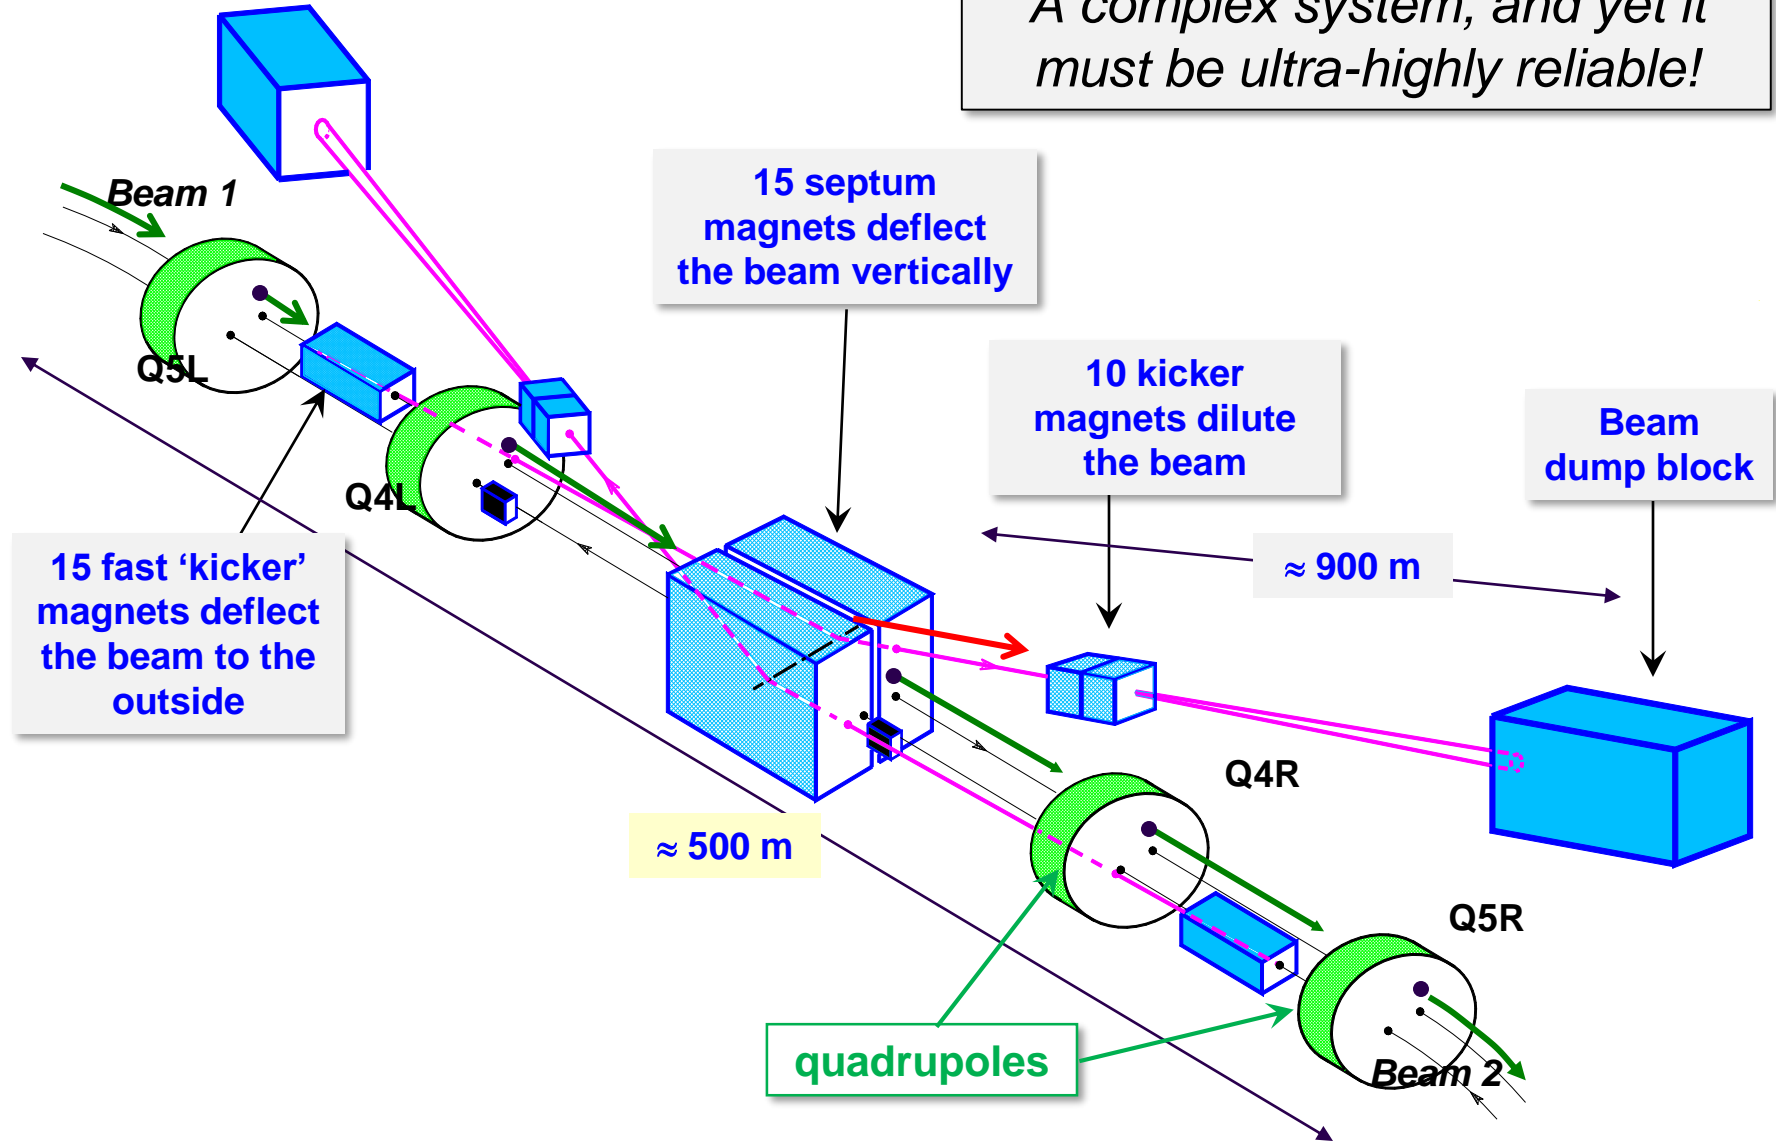 A complex system, and yet it
must be ultra-highly reliable!
Beam 1
15 septum
magnets deflect
the beam vertically
Q5L
10 kicker
magnets dilute
the beam
Beam
dump block
Q4L
15 fast ‘kicker’
magnets deflect
the beam to the
outside
≈ 900 m
Q4R
≈ 500 m
Q5R
quadrupoles
Beam 2